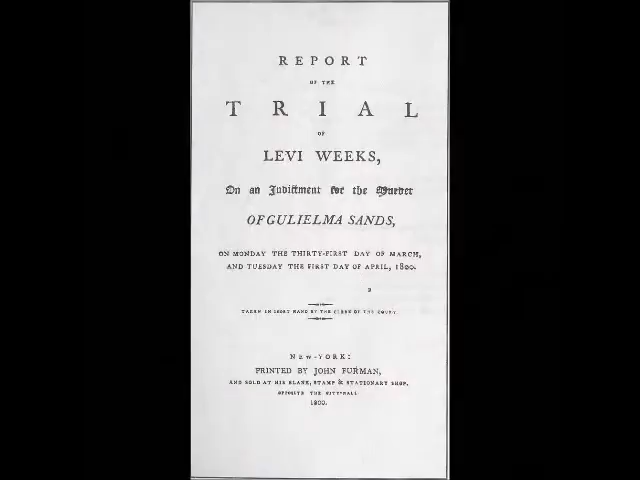 REPORT
OF THE
TRIAL
OF
LEVI WEEKS,
On an Indictment for the Murder
OF GULIELMA SANDS,
ON MONDAY THE THIRTY-FIRST DAY OF MARCH,
AND TUESDAY THE FIRST DAY OF APRIL, 1800.
TAKEN IN SHORT HAND BY THE CLERK OF THE COURT.
NEW-YORK:
PRINTED BY JOHN FURMAN,
AND SOLD AT HIS BLANK, STAMP & STATIONARY SHOP,
OPPOSITE THE CITY-HALL
1800.